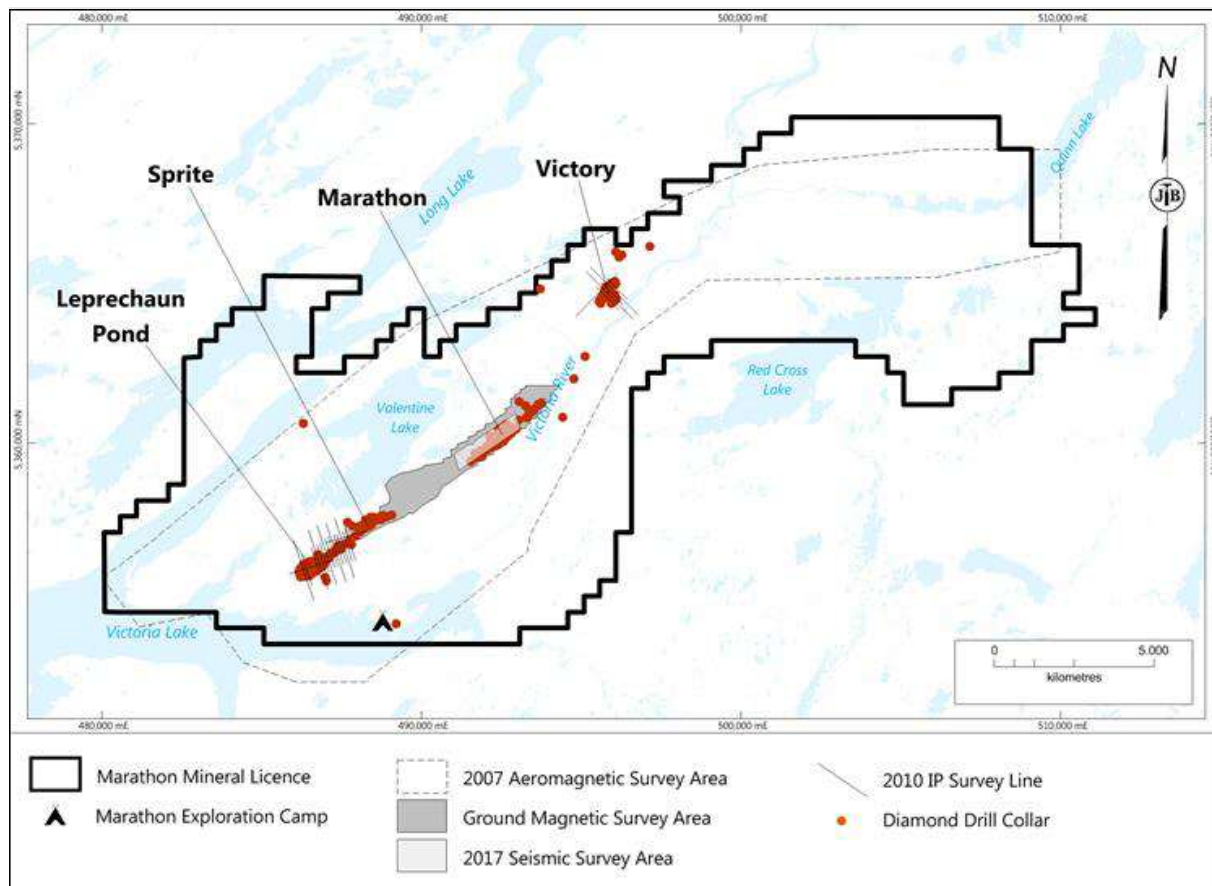 480,000 mE
490,000 mE
500,000 mE
510,000 mE
N
5,370,000 mN
JTB
Quinn Lake
Sprite
Victory
Marathon
Long Lake
Leprechaun
Pond
Red Cross
Lake
Valentine
Lake
Victoria River
5,360,000 mN
Victoria Lake
0
5.000
kilometres
480,000 mE
490,000 mE
500,000 mE
510,000 mE
Marathon Mineral Licence
Marathon Exploration Camp
2007 Aeromagnetic Survey Area
Ground Magnetic Survey Area
2017 Seismic Survey Area
2010 IP Survey Line
Diamond Drill Collar